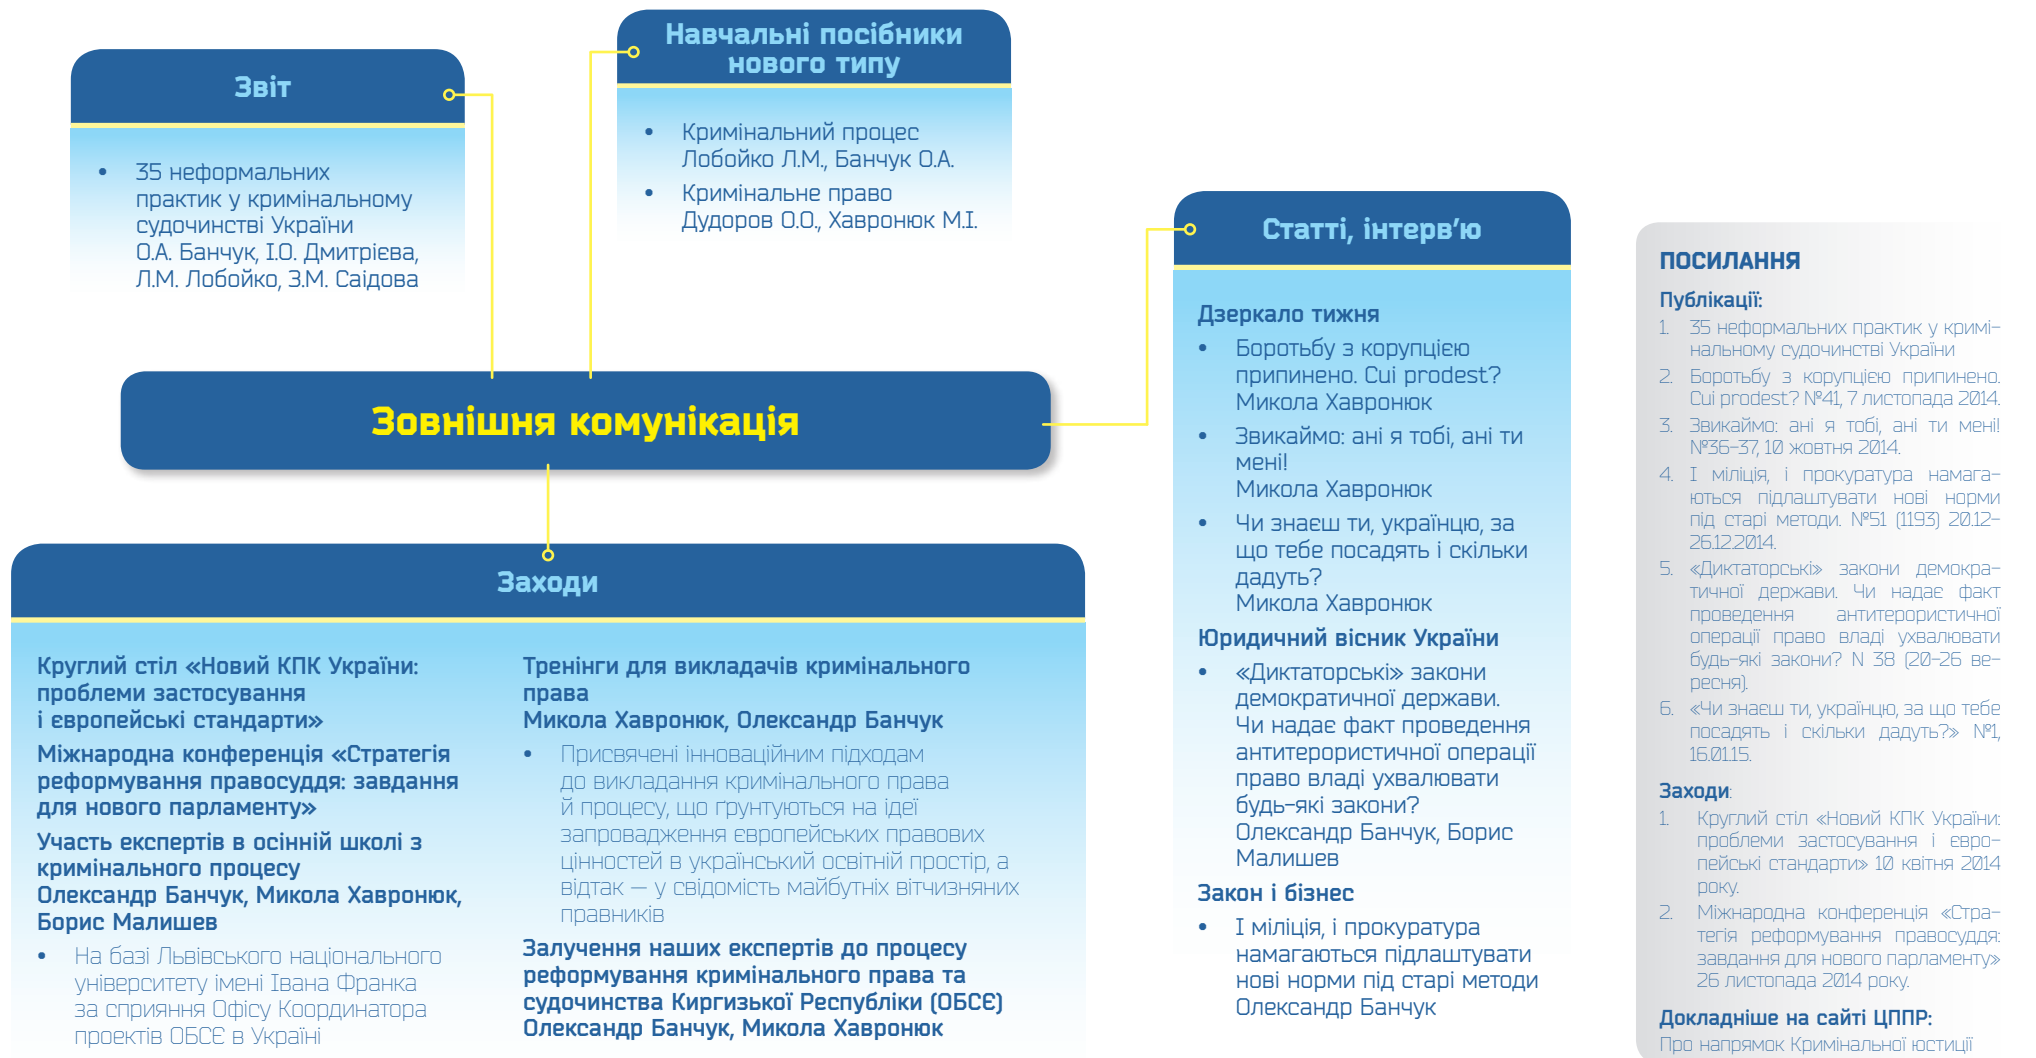 Звіт
• 35 неформальних
практик у кримінальному
судочинстві України
О.А. Банчук, І.О. Дмитрієва,
Л.М. Лобойко, З.М. Саідова
Навчальні посібники
нового типу
• Кримінальний процес
Лобойко Л.М., Банчук О.А.
• Кримінальне право
Дудоров О.О., Хавронюк М.І.
Зовнішня комунікація
Заходи
Круглий стіл «Новий КПК України:
проблеми застосування
і європейські стандарти»
Міжнародна конференція «Стратегія
реформування правосуддя: завдання
для нового парламенту»
Участь експертів в осінній школі з
кримінального процесу
Олександр Банчук, Микола Хавронюк,
Борис Малишев
• На базі Львівського національного
університету імені Івана Франка
за сприяння Офісу Координатора
проектів ОБСЄ в Україні
Тренінги для викладачів кримінального
права
Микола Хавронюк, Олександр Банчук
• Присвячені інноваційним підходам
до викладання кримінального права
й процесу, що ґрунтуються на ідеї
запровадження європейських правових
цінностей в український освітній простір, а
відтак — у свідомість майбутніх вітчизняних
правників
Залучення наших експертів до процесу
реформування кримінального права та
судочинства Киргизької Республіки (ОБСЄ)
Олександр Банчук, Микола Хавронюк
Статті, інтерв’ю
Дзеркало тижня
• Боротьбу з корупцією
припинено. Cui prodest?
Микола Хавронюк
• Звикаймо: ані я тобі, ані ти
мені!
Микола Хавронюк
• Чи знаєш ти, українцю, за
що тебе посадять і скільки
дадуть?
Микола Хавронюк
Юридичний вісник України
• «Диктаторські» закони
демократичної держави.
Чи надає факт проведення
антитерористичної операції
право владі ухвалювати
будь-які закони?
Олександр Банчук, Борис
Малишев
Закон і бізнес
• І міліція, і прокуратура
намагаються підлаштувати
нові норми під старі методи
Олександр Банчук
ПОСИЛАННЯ
Публікації:
1. 35 неформальних практик у кримі-
нальному судочинстві України
2. Боротьбу з корупцією припинено.
Cui prodest? №41, 7 листопада 2014.
3. Звикаймо: ані я тобі, ані ти мені!
№36-37, 10 жовтня 2014.
4. І міліція, і прокуратура намага-
ються підлаштувати нові норми
під старі методи. №51 (1193) 20.12-
26.12.2014.
5. «Диктаторські» закони демокра-
тичної держави. Чи надає факт
проведення антитерористичної
операції право владі ухвалювати
будь-які закони? N 38 (20-26 ве-
ресня).
6. «Чи знаєш ти, українцю, за що тебе
посадять і скільки дадуть?» №1,
16.01.15.
Заходи:
1. Круглий стіл «Новий КПК України:
проблеми застосування і євро-
пейські стандарти» 10 квітня 2014
року.
2. Міжнародна конференція «Стра-
тегія реформування правосуддя:
завдання для нового парламенту»
26 листопада 2014 року.
Докладніше на сайті ЦППР:
Про напрямок Кримінальної юстиції